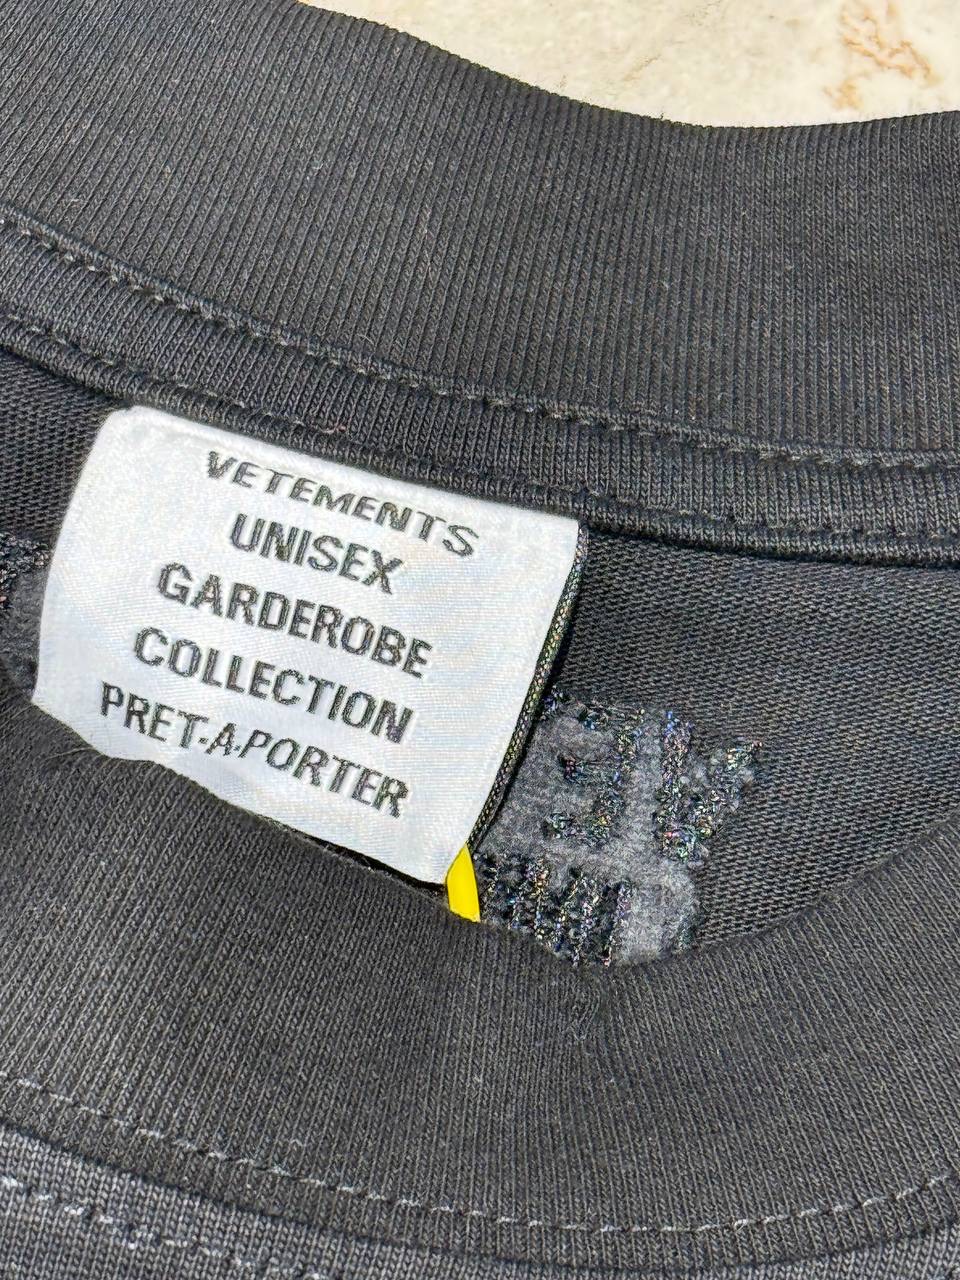 VETEMENTS
UNISEX
GARDEROBE
COLLECTION
PRET-A-PORTER